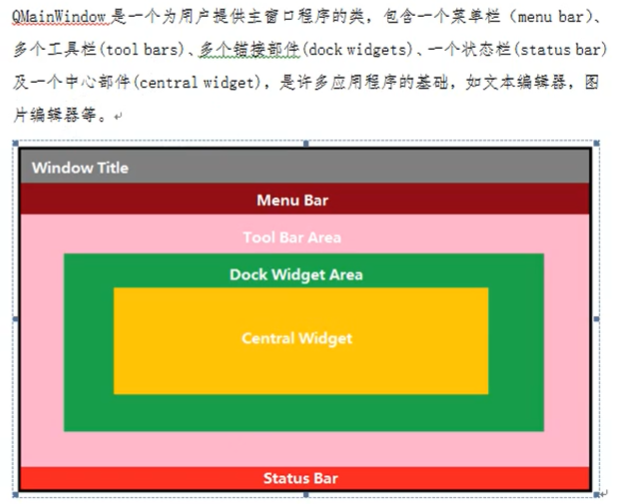 QMainWindow 是一个为用户提供主窗口程序的类，包含一个菜单栏（menu bar）、
多个工具栏(tool bars)、多个锚接部件(dock widgets)、一个状态栏(status bar)
及一个中心部件(central widget)，是许多应用程序的基础，如文本编辑器，图
片编辑器等。
Window Title
Menu Bar
Tool Bar Area
Dock Widget Area
Central Widget
Status Bar